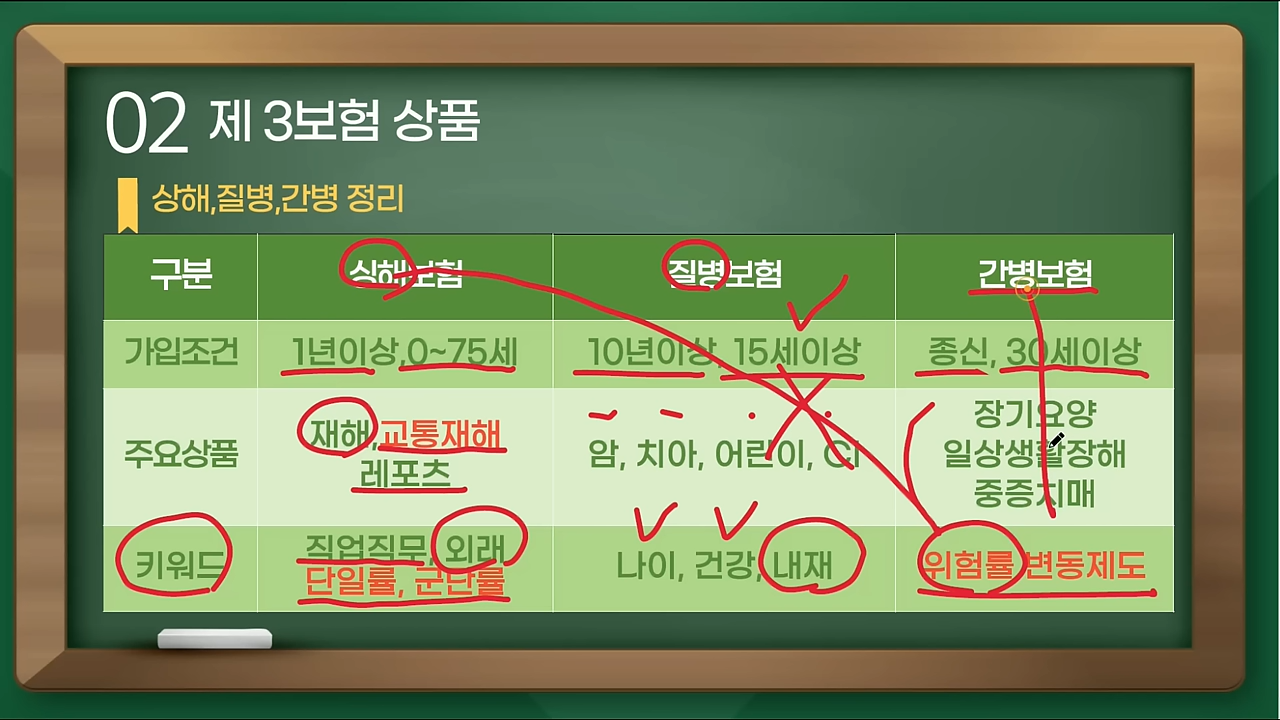 02 제 3보험 상품
상해,질병,간병 정리
구분 상해보험 질병보험 간병보험
가입조건 1년이상,0~75세 10년이상, 15세이상 종신, 30세이상
주요상품 재해,교통재해
레포츠
암, 치아, 어린이, CI
장기요양
일상생활장해
중증치매
키워드 직업직무, 외래
단일률, 군단률
나이, 건강, 내재
위험률 변동제도